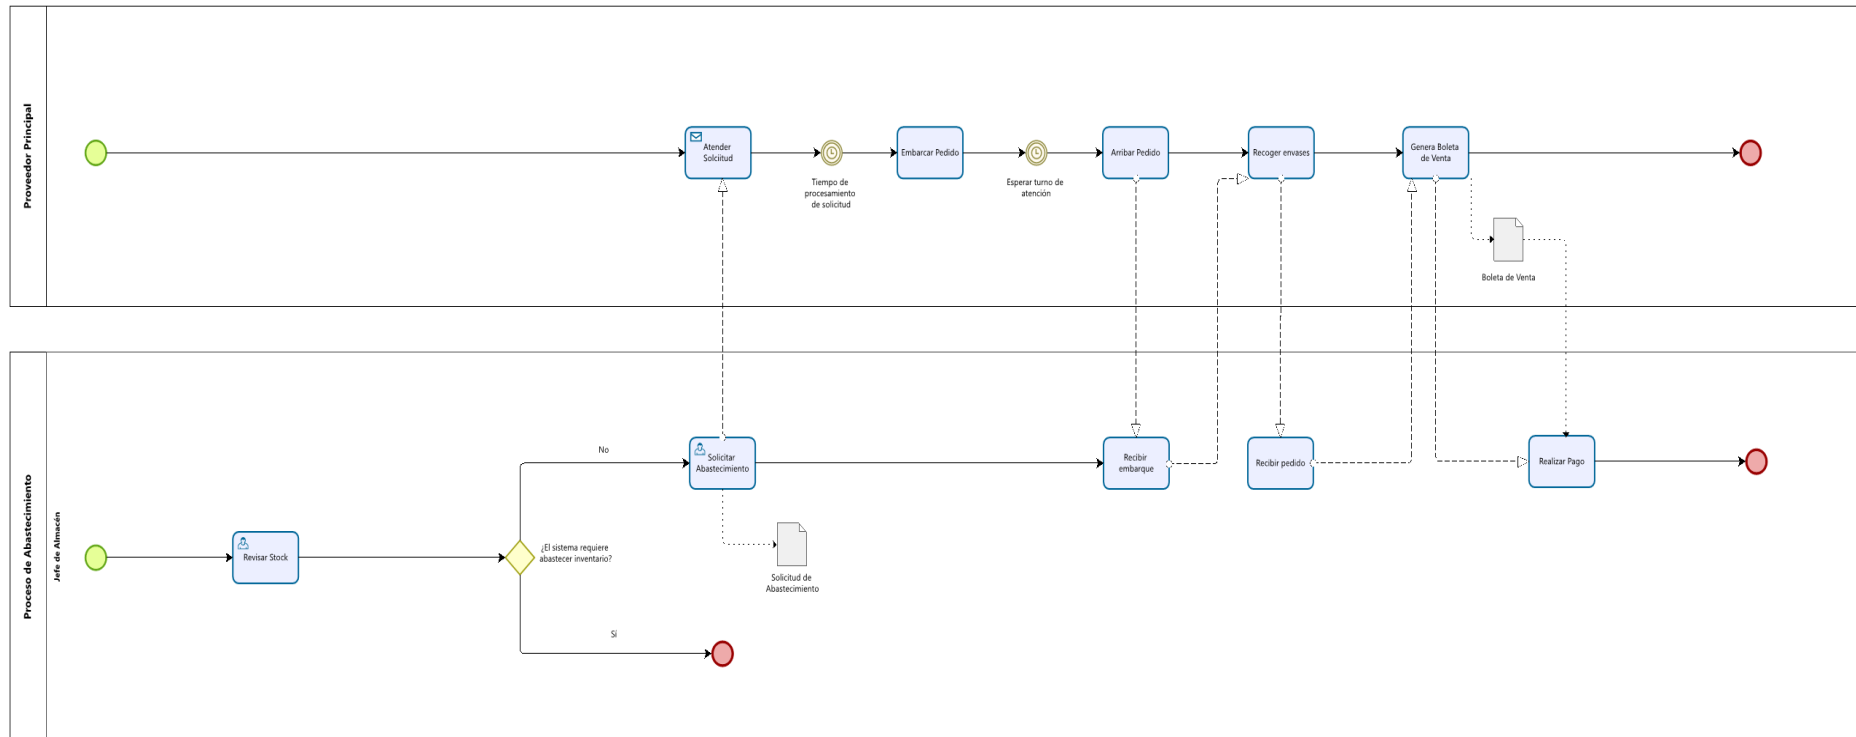 Proveedor Principal
Atender
Solciitud
Tiempo de
procesamiento
de solicitud
Embarcar Pedido
Esperar turno de
atención
Arribar Pedido
Recoger envases
Genera Boleta
de Venta
Boleta de Venta
Proceso de Abastecimiento
Jefe de Almacén
Revisar Stock
¿El sistema requiere
abastecer inventario?
No
Solicitar
Abastecimiento
Solicitud de
Abastecimiento
Sí
Recibir
embarque
Recibir pedido
Realizar Pago